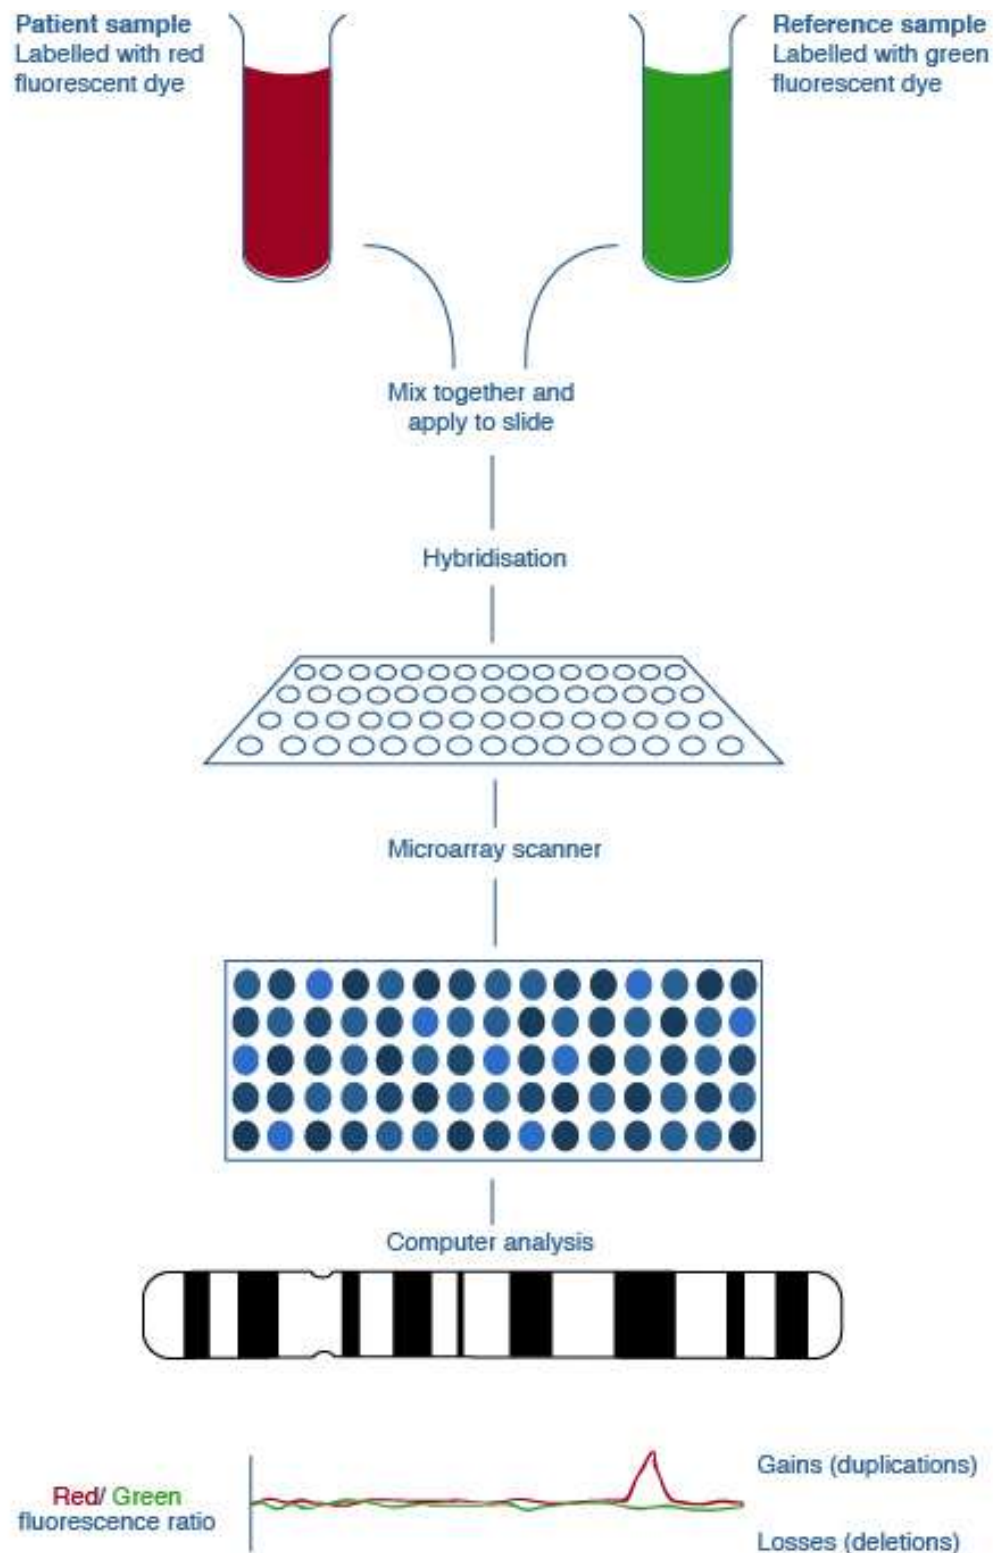 Patient sample
Labelled with red
fluorescent dye
Reference sample
Labelled with green
fluorescent dye
Mix together and
apply to slide
Hybridisation
Microarray scanner
Computer analysis
Red/ Green
fluorescence ratio
Gains (duplications)
Losses (deletions)